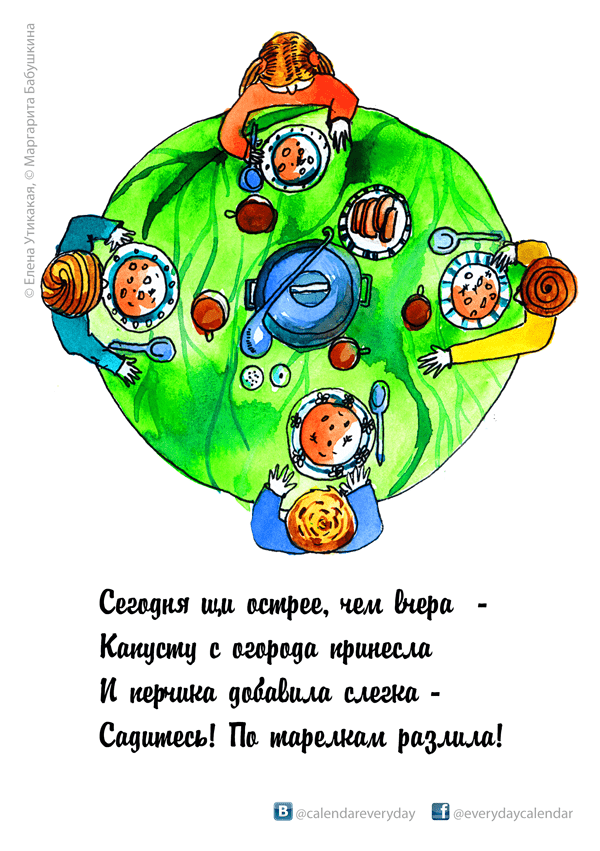 © Елена Утикакая, © Маргарита Бабушкина
Сегодня щи острее, чем вчера -
Капусту с огорода принесла
И перчика добавила слегка -
Садитесь! По тарелкам разлила!
B @calendareveryday f @everydaycalendar